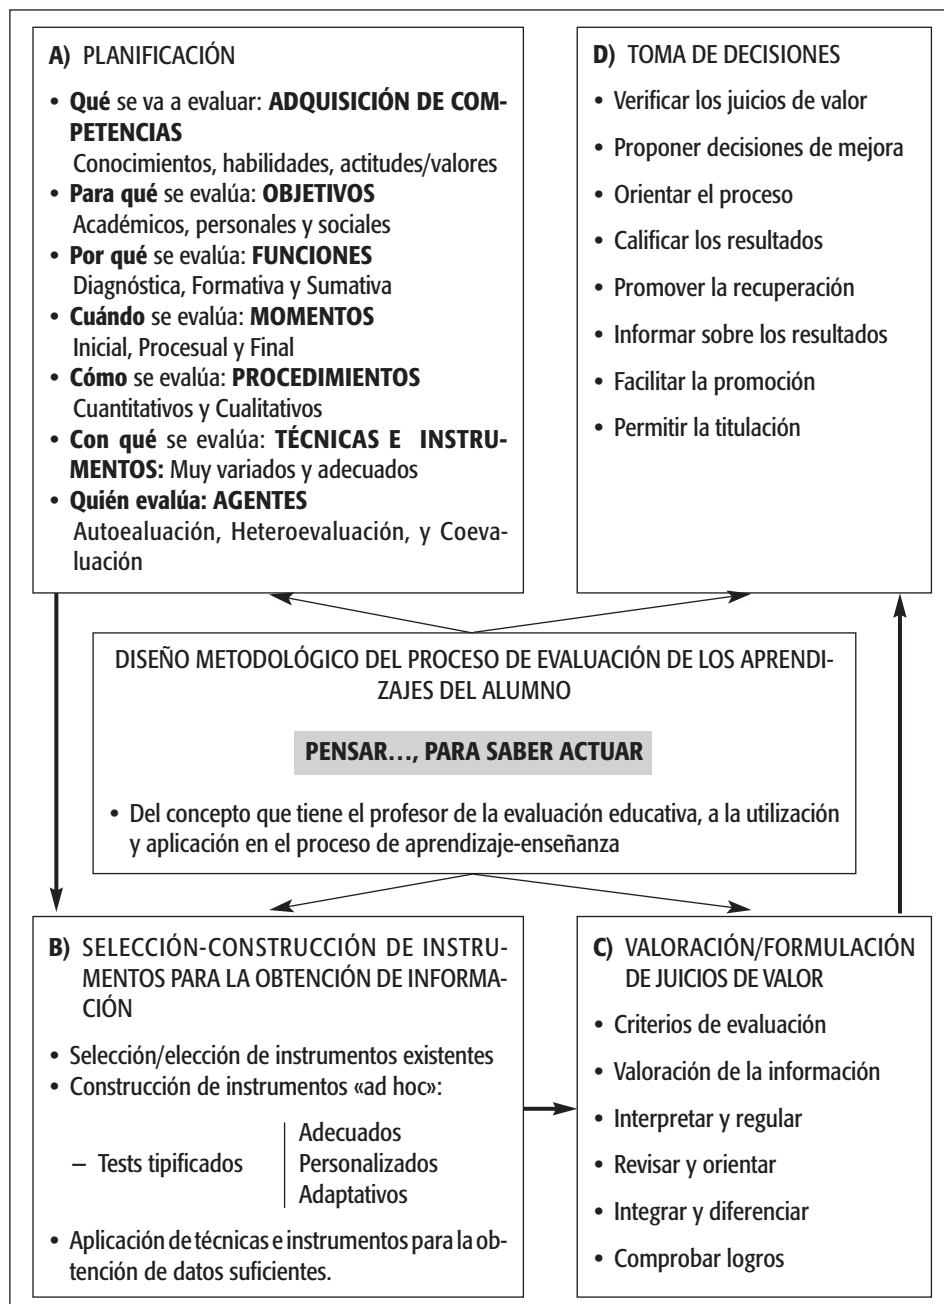 A) PLANIFICACIÓN
• Qué se va a evaluar: ADQUISICIÓN DE COM-
PETENCIAS
Conocimientos, habilidades, actitudes/valores
• Para qué se evalúa: OBJETIVOS
Académicos, personales y sociales
• Por qué se evalúa: FUNCIONES
Diagnóstica, Formativa y Sumativa
• Cuándo se evalúa: MOMENTOS
Inicial, Procesual y Final
• Cómo se evalúa: PROCEDIMIENTOS
Cuantitativos y Cualitativos
• Con qué se evalúa: TÉCNICAS E INSTRU-
MENTOS: Muy variados y adecuados
• Quién evalúa: AGENTES
Autoealuación, Heteroevaluación, y Coeva-
luación
D) TOMA DE DECISIONES
• Verificar los juicios de valor
• Proponer decisiones de mejora
• Orientar el proceso
• Calificar los resultados
• Promover la recuperación
• Informar sobre los resultados
• Facilitar la promoción
• Permitir la titulación
DISEÑO METODOLÓGICO DEL PROCESO DE EVALUACIÓN DE LOS APRENDI-
ZAJES DEL ALUMNO
PENSAR…, PARA SABER ACTUAR
• Del concepto que tiene el profesor de la evaluación educativa, a la utilización
y aplicación en el proceso de aprendizaje-enseñanza
B) SELECCIÓN-CONSTRUCCIÓN DE INSTRU-
MENTOS PARA LA OBTENCIÓN DE INFORMA-
CIÓN
• Selección/elección de instrumentos existentes
• Construcción de instrumentos «ad hoc»:
– Tests tipificados
Adecuados
Personalizados
Adaptativos
• Aplicación de técnicas e instrumentos para la ob-
tención de datos suficientes.
C) VALORACIÓN/FORMULACIÓN
DE JUICIOS DE VALOR
• Criterios de evaluación
• Valoración de la información
• Interpretar y regular
• Revisar y orientar
• Integrar y diferenciar
• Comprobar logros